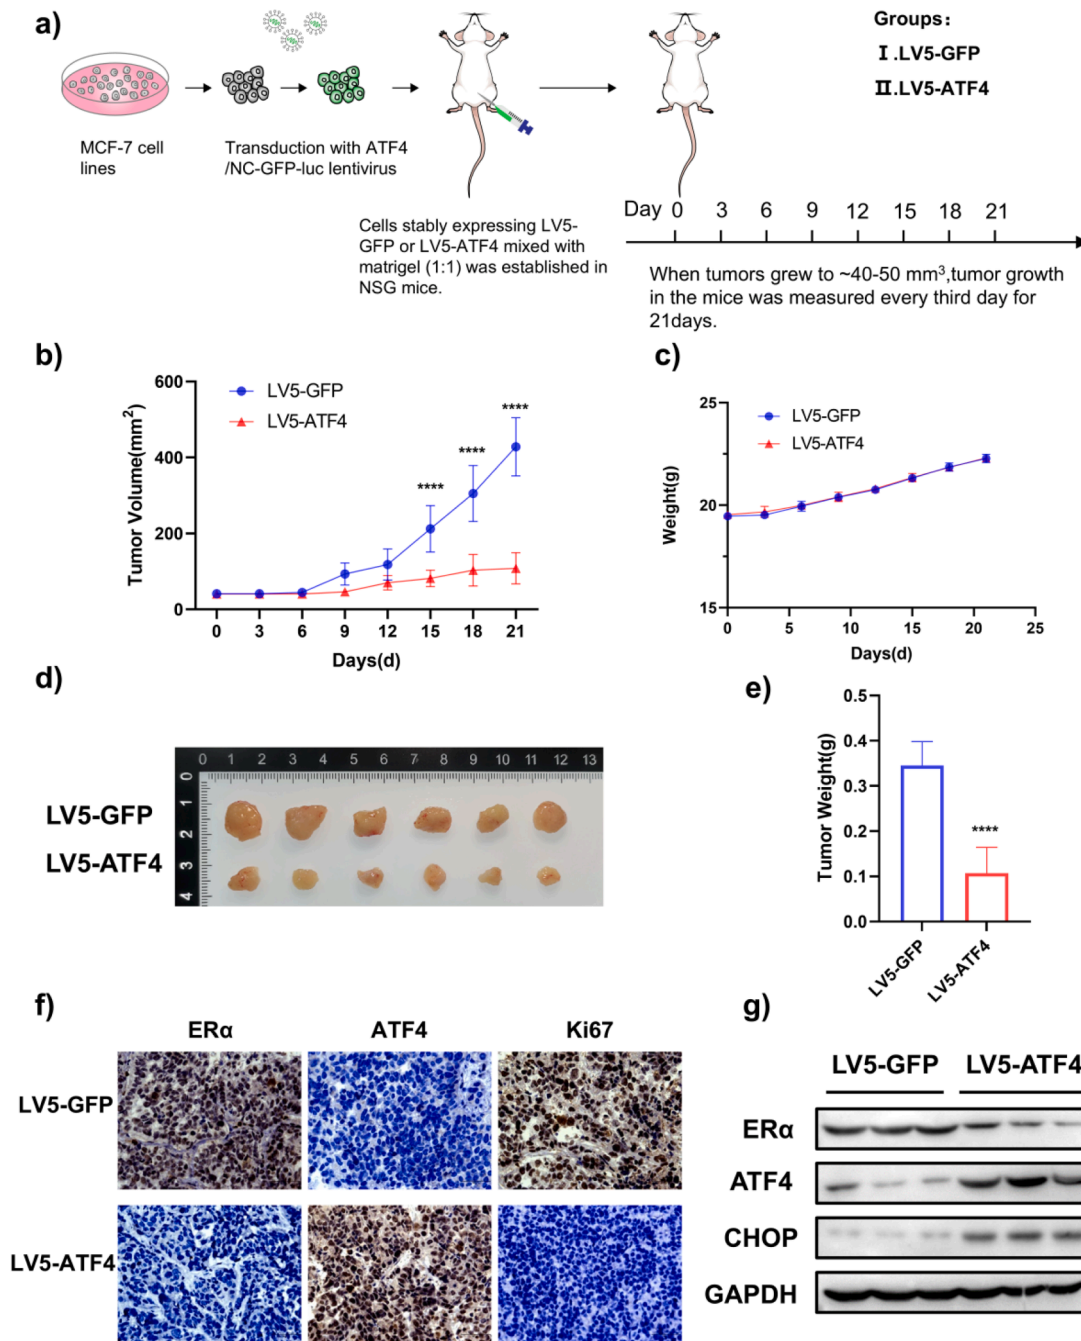 a)
Groups:
I.LV5-GFP
II.LV5-ATF4
MCF-7 cell
lines
Transduction with ATF4
/NC-GFP-luc lentivirus
Cells stably expressing LV5-
GFP or LV5-ATF4 mixed with
matrigel (1:1) was established in
NSG mice.
Day 0 3 6 9 12 15 18 21
When tumors grew to ~40-50 mm³,tumor growth
in the mice was measured every third day for
21days.
b)
Tumor Volume(mm²)
600
400
200
0
LV5-GFP
LV5-ATF4
****
****
****
0 3 6 9 12 15 18 21
Days(d)
c)
Weight(g)
25
20
15
LV5-GFP
LV5-ATF4
0 5 10 15 20 25
Days(d)
d)
0 1 2 3 4 5 6 7 8 9 10 11 12 13
0
1
2
3
4
LV5-GFP
LV5-ATF4
e)
Tumor Weight(g)
0.5
0.4
0.3
0.2
0.1
0.0
****
LV5-GFP
LV5-ATF4
f)
ERα ATF4 Ki67
LV5-GFP
LV5-ATF4
g)
LV5-GFP LV5-ATF4
ERα
ATF4
CHOP
GAPDH